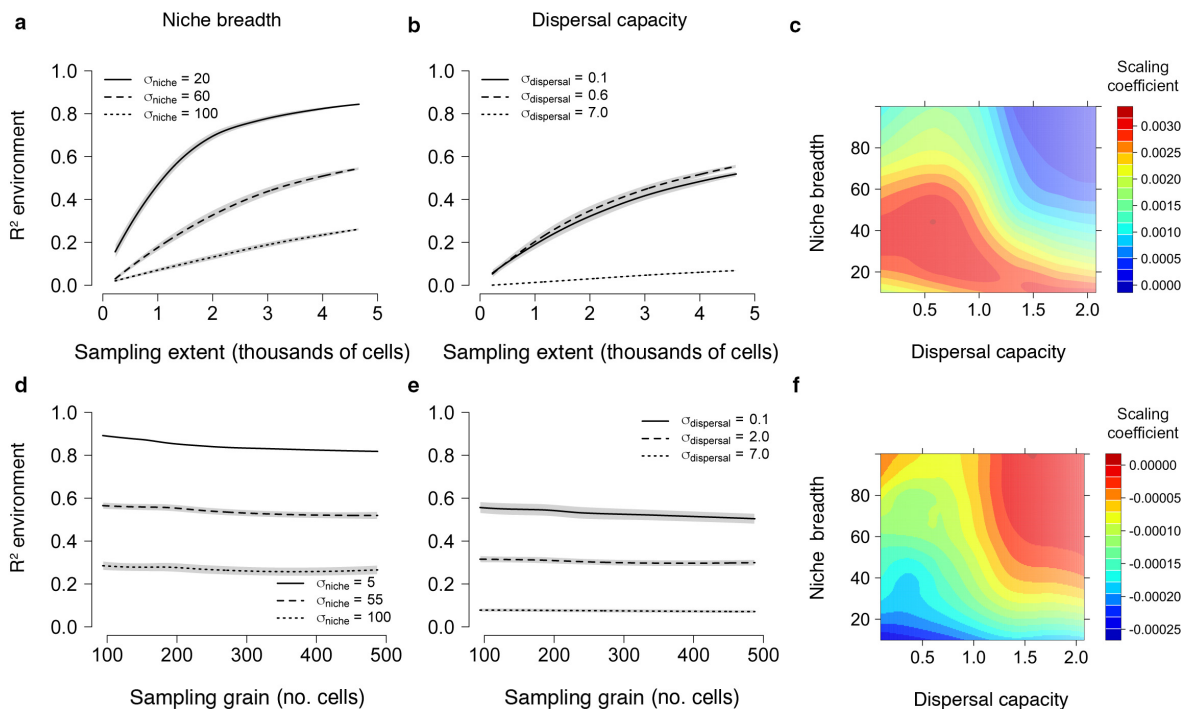 a
Niche breadth
b
Dispersal capacity
c
1.0
0.8
0.6
0.4
0.2
0.0
R² environment
σniche = 20
σniche = 60
σniche = 100
0 1 2 3 4 5
Sampling extent (thousands of cells)
1.0
0.8
0.6
0.4
0.2
0.0
σdispersal = 0.1
σdispersal = 0.6
σdispersal = 7.0
0 1 2 3 4 5
Sampling extent (thousands of cells)
Niche breadth
80
60
40
20
0.5 1.0 1.5 2.0
Dispersal capacity
Scaling
coefficient
0.0030
0.0025
0.0020
0.0015
0.0010
0.0005
0.0000
d
e
f
1.0
0.8
0.6
0.4
0.2
0.0
R² environment
σniche = 5
σniche = 55
σniche = 100
100 200 300 400 500
Sampling grain (no. cells)
1.0
0.8
0.6
0.4
0.2
0.0
σdispersal = 0.1
σdispersal = 2.0
σdispersal = 7.0
100 200 300 400 500
Sampling grain (no. cells)
Niche breadth
80
60
40
20
0.5 1.0 1.5 2.0
Dispersal capacity
Scaling
coefficient
0.00000
-0.00005
-0.00010
-0.00015
-0.00020
-0.00025